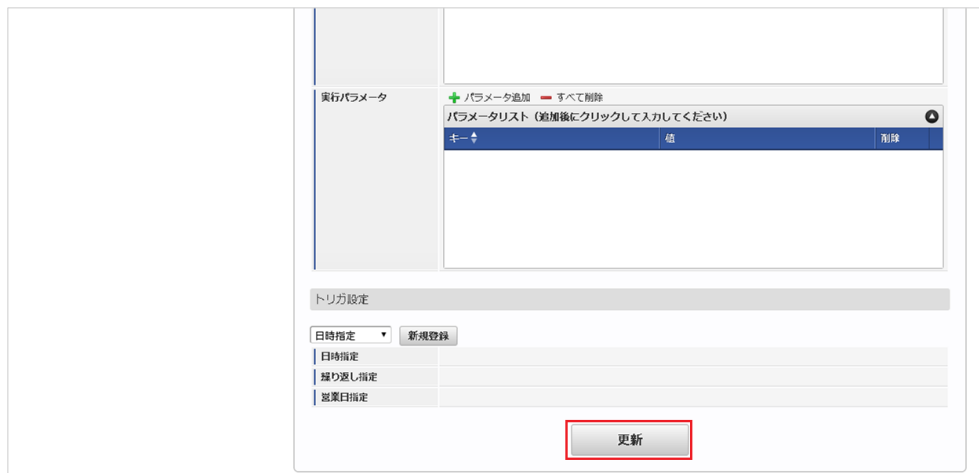 実行パラメータ
パラメータ追加 すべて削除
パラメータリスト（追加後にクリックして入力してください）
キー 値 削除
トリガ設定
日時指定 新規登録
日時指定
繰り返し指定
営業日指定
更新